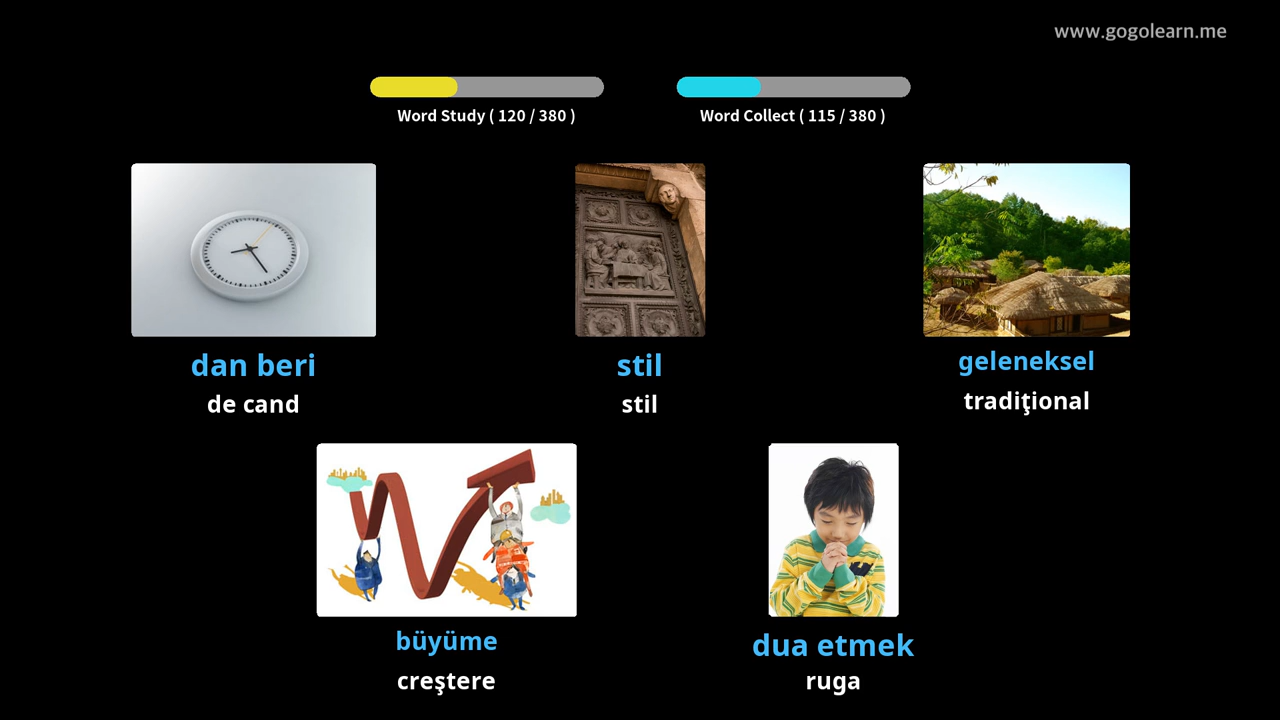 www.gogolearn.me
Word Study ( 120 / 380 )
Word Collect ( 115 / 380 )
dan beri
de cand
stil
stil
geleneksel
tradiţional
büyüme
creştere
dua etmek
ruga